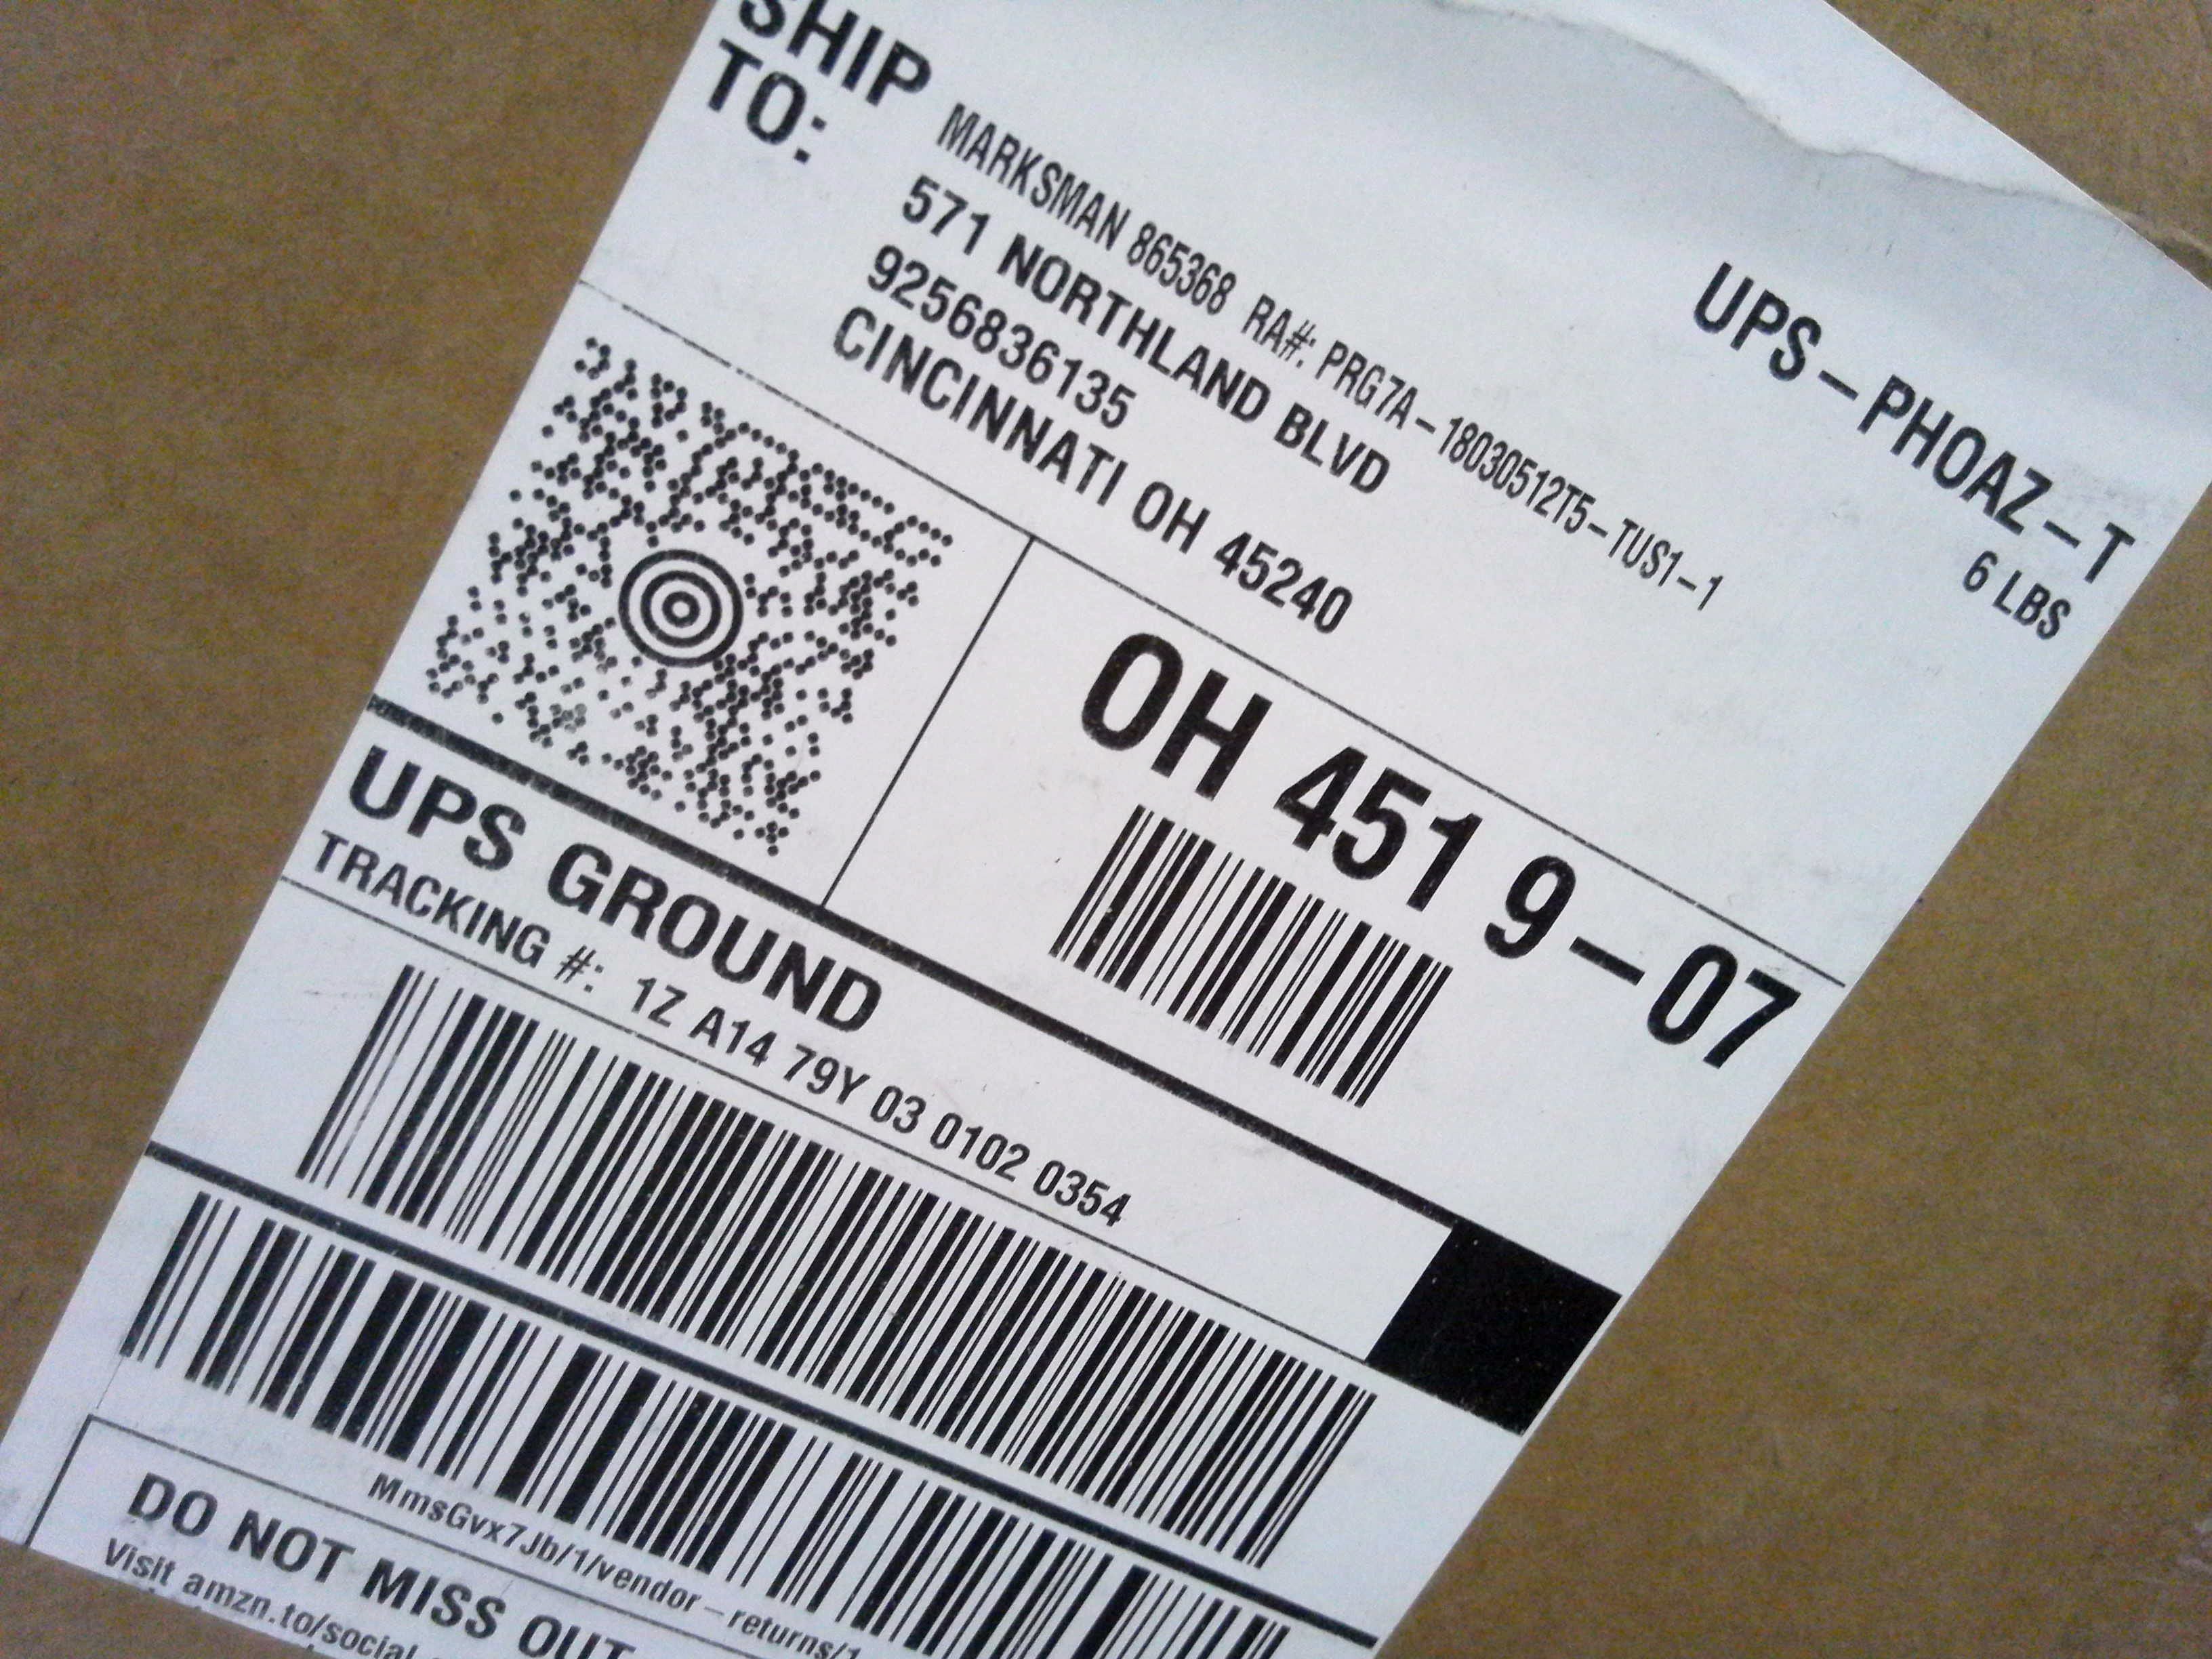 SHIP
TO:
MARKSMAN 865368 RA#: PRG7A-18030512T5-TUS1-1
571 NORTHLAND BLVD
9256836135
CINCINNATI OH 45240
UPS-PHOAZ-T
6 LBS
OH 451 9-07
UPS GROUND
TRACKING #: 1Z A14 79Y 03 0102 0354
MmsGvx7Jb/1/vendor-returns/1
DO NOT MISS OUT
Visit amzn.to/social